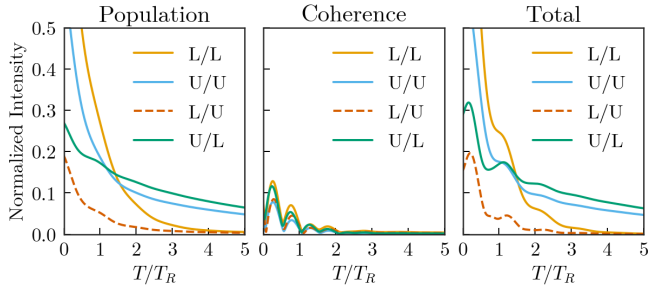 Population
Coherence
Total
Normalized Intensity
0.5
0.4
0.3
0.2
0.1
0.0
L/L
U/U
L/U
U/L
0 1 2 3 4 5
T/T_R
L/L
U/U
L/U
U/L
0 1 2 3 4 5
T/T_R
L/L
U/U
L/U
U/L
0 1 2 3 4 5
T/T_R